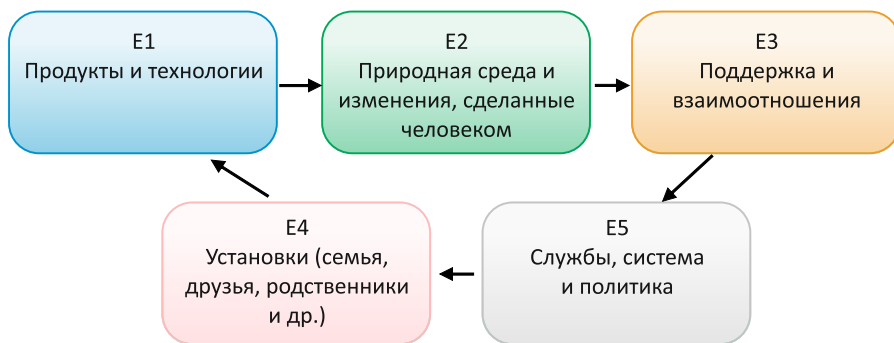 E1
Продукты и технологии
E2
Природная среда и
изменения, сделанные
человеком
E3
Поддержка и
взаимоотношения
E4
Установки (семья,
друзья, родственники
и др.)
E5
Службы, система
и политика